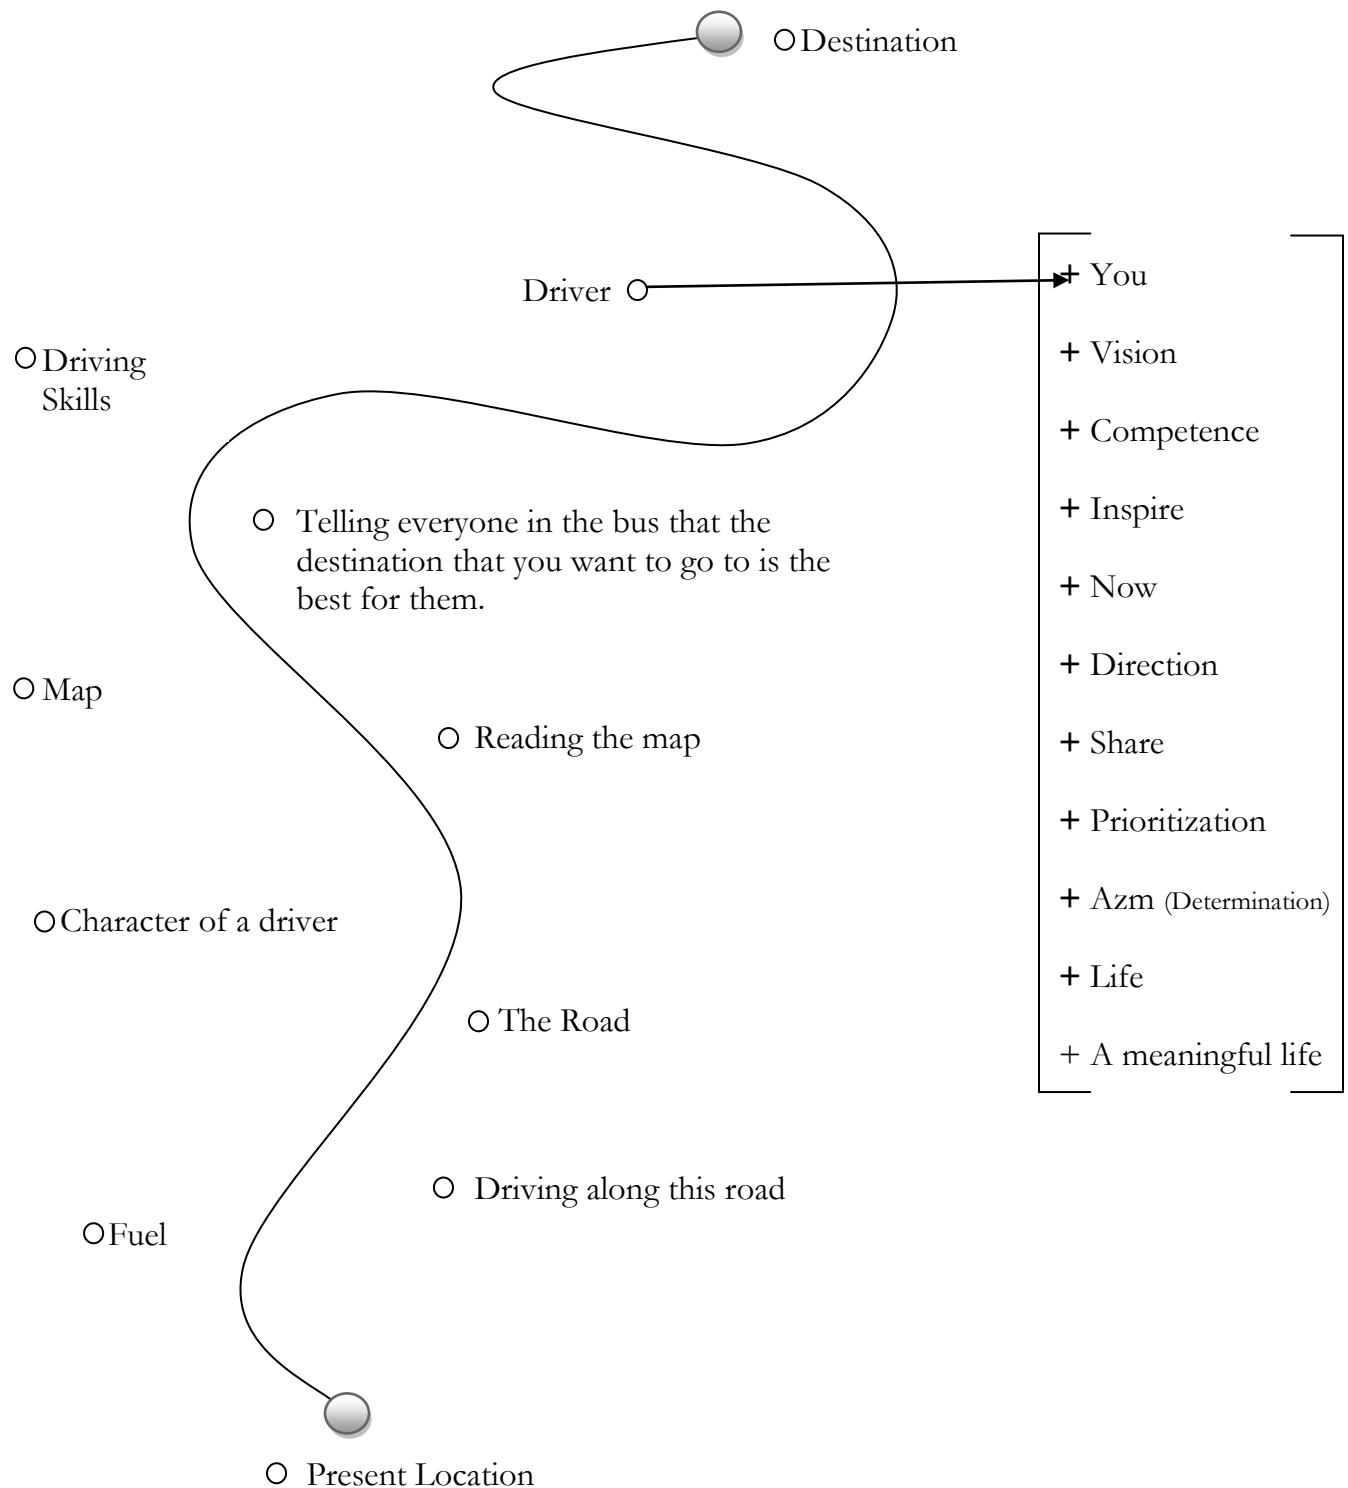 Destination
Driver
Driving
Skills
Telling everyone in the bus that the
destination that you want to go to is the
best for them.
Map
Reading the map
Character of a driver
The Road
Driving along this road
Fuel
Present Location
+ You
+ Vision
+ Competence
+ Inspire
+ Now
+ Direction
+ Share
+ Prioritization
+ Azm (Determination)
+ Life
+ A meaningful life